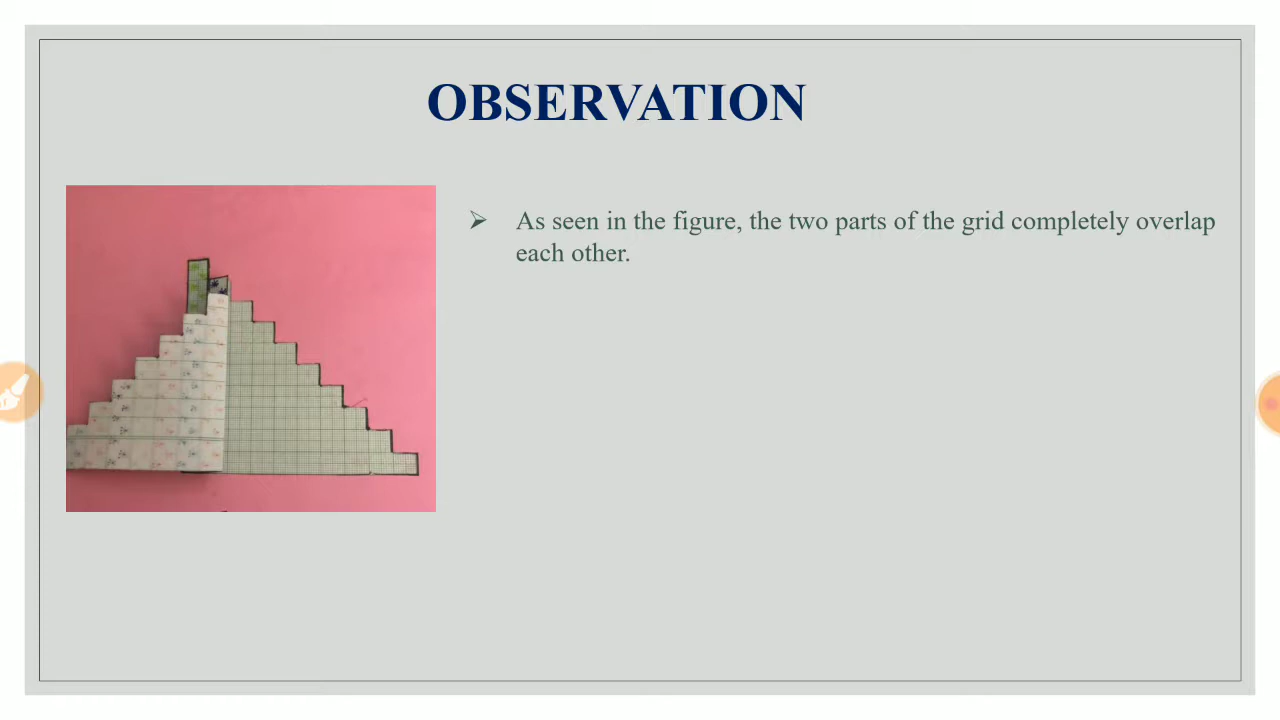 OBSERVATION
➢ As seen in the figure, the two parts of the grid completely overlap
each other.